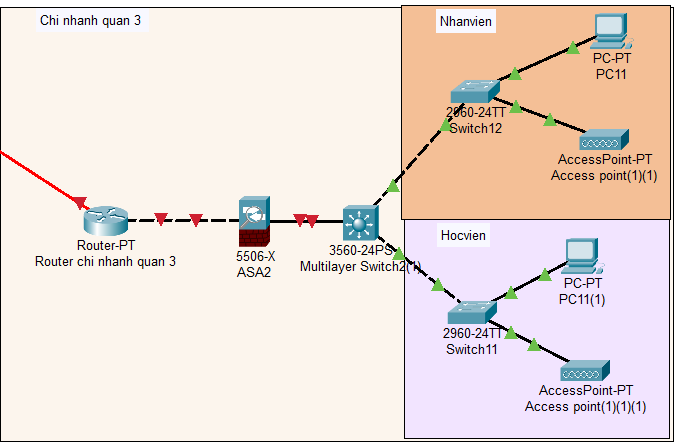 Chi nhanh quan 3
Nhanvien
PC-PT
PC11
2960-24TT
Switch12
AccessPoint-PT
Access point(1)(1)
Router-PT
Router chi nhanh quan 3
5506-X
ASA2
3560-24PS
Multilayer Switch2(1)
Hocvien
PC-PT
PC11(1)
2960-24TT
Switch11
AccessPoint-PT
Access point(1)(1)(1)